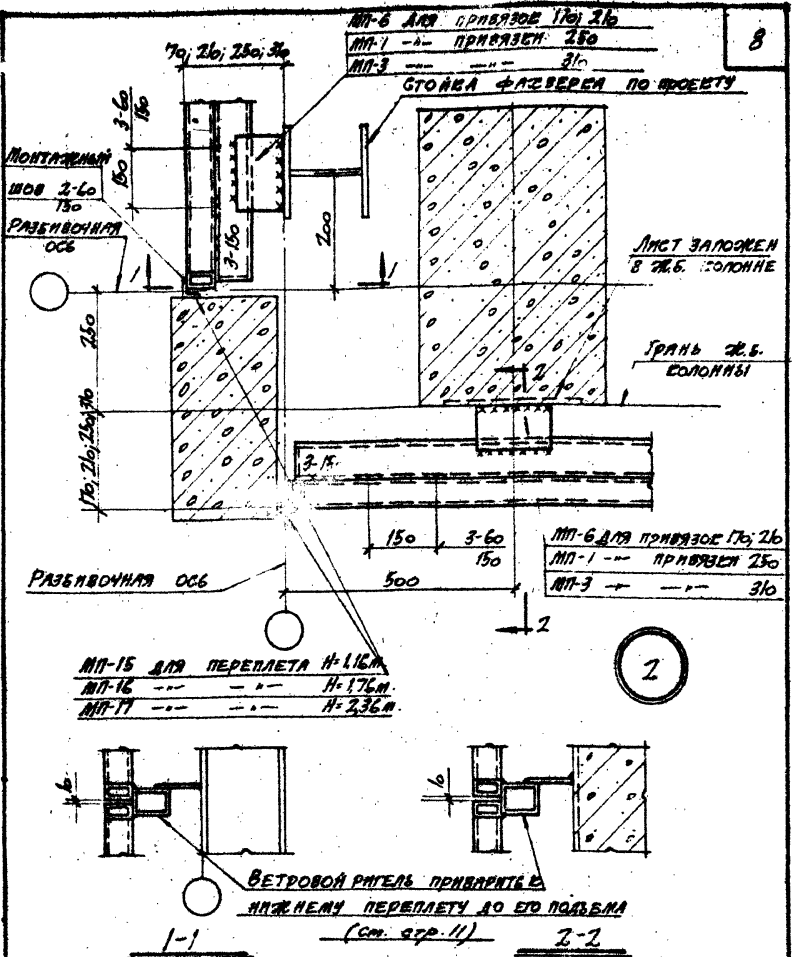 8
МП-6 ДЛЯ ПРИВЯЗОК 170; 210
МП-1 -"- ПРИВЯЗКИ 250
МП-3 -"- -"- 310
СТОЙКА ФАХВЕРКА ПО ПРОЕКТУ
70; 210, 250, 310
3-60
150
150
МОНТАЖНЫЙ
ШОВ 2-60
150
РАЗБИВОЧНАЯ
ОСЬ
3-150
200
1
1
ЛИСТ ЗАЛОЖЕН
В Ж.Б. КОЛОННЕ
ГРАНЬ Ж.Б.
КОЛОННЫ
250
170; 210; 250; 310
2
3-15
150
3-60
150
500
РАЗБИВОЧНАЯ ОСЬ
МП-6 ДЛЯ ПРИВЯЗОК 170; 210
МП-1 -"- ПРИВЯЗКИ 250
МП-3 -"- -"- 310
2
2
МП-15 ДЛЯ ПЕРЕПЛЕТА Н=1,16м.
МП-16 -"- -"- Н=1,76м.
МП-17 -"- -"- Н=2,36м.
6
6
ВЕТРОВОЙ РИГЕЛЬ ПРИВАРИТЬ К
НИЖНЕМУ ПЕРЕПЛЕТУ ДО ЕГО ПОДЪЕМА
(см. стр. 11)
1-1
2-2